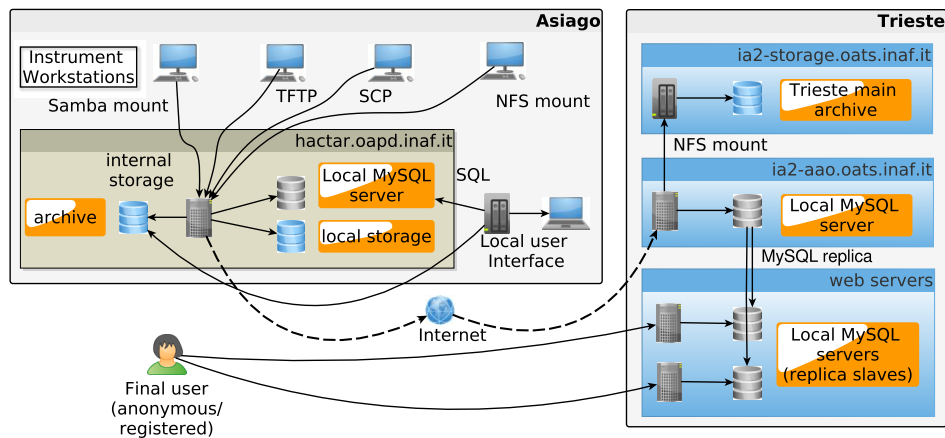 Asiago
Instrument
Workstations
Samba mount
TFTP
SCP
NFS mount
hactar.oapd.inaf.it
internal
storage
archive
Local MySQL
server
local storage
SQL
Local user
Interface
Internet
Final user
(anonymous/
registered)
Trieste
ia2-storage.oats.inaf.it
Trieste main
archive
NFS mount
ia2-aao.oats.inaf.it
Local MySQL
server
MySQL replica
web servers
Local MySQL
servers
(replica slaves)